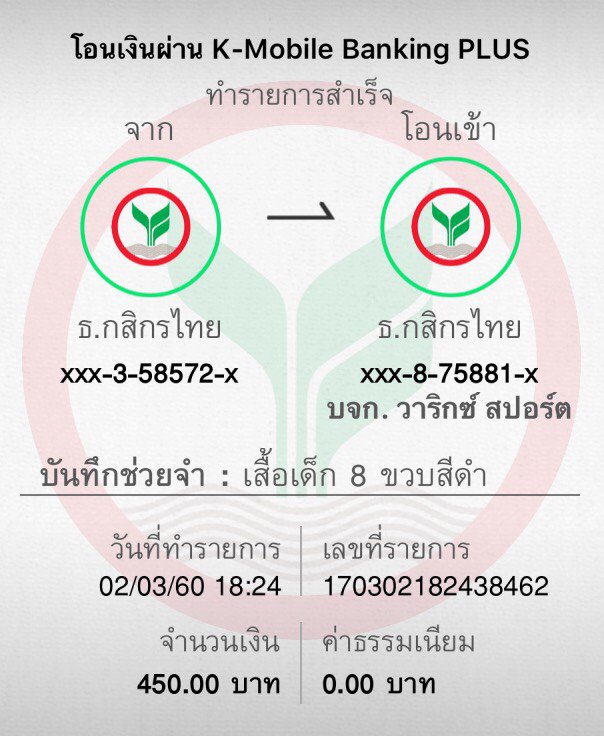 โอนเงินผ่าน K-Mobile Banking PLUS
ทำรายการสำเร็จ
จาก
โอนเข้า
ธ.กสิกรไทย
ธ.กสิกรไทย
xxx-3-58572-x
xxx-8-75881-x
บจก. วาริกซ์ สปอร์ต
บันทึกช่วยจำ : เสื้อเด็ก 8 ขวบสีดำ
วันที่ทำรายการ
เลขที่รายการ
02/03/60 18:24
170302182438462
จำนวนเงิน
ค่าธรรมเนียม
450.00 บาท
0.00 บาท